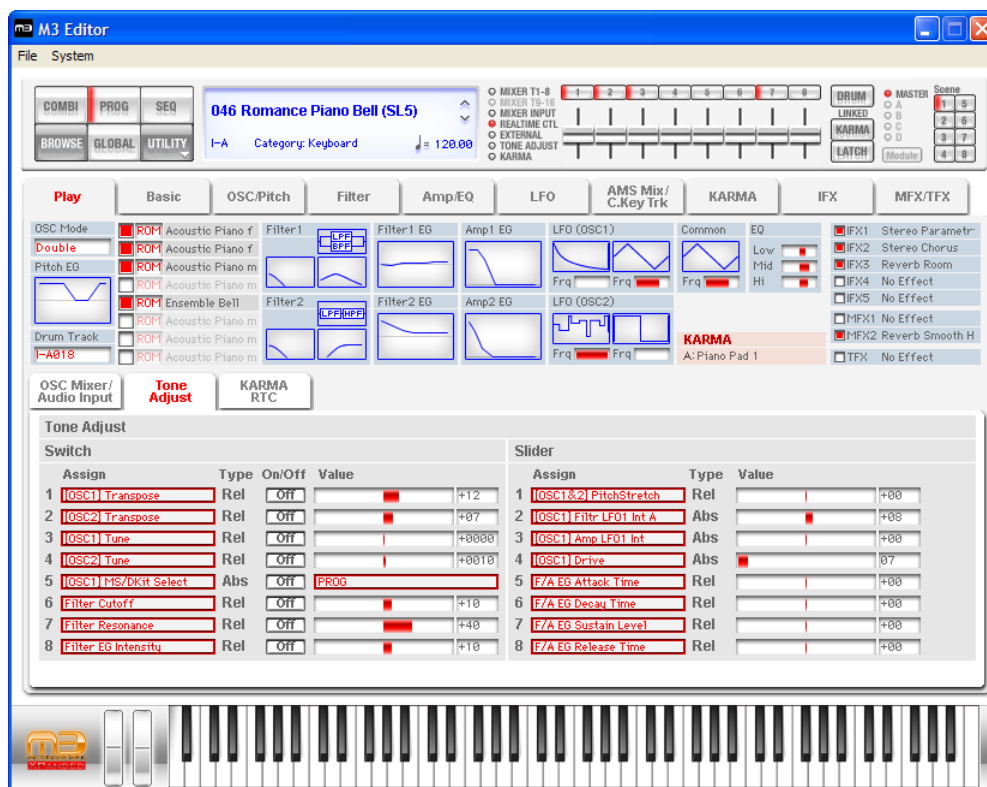 M3 Editor
File System
COMBI PROG SEQ
BROWSE GLOBAL UTILITY
046 Romance Piano Bell (SL5)
I-A Category: Keyboard ♩= 120.00
MIXER T1-8
MIXER T9-16
MIXER INPUT
REALTIME CTL
EXTERNAL
TONE ADJUST
KARMA
1 2 3 4 5 6 7 8
DRUM
LINKED
KARMA
LATCH
MASTER
A
B
C
D
Module
Scene
1 5
2 6
3 7
4 8
Play Basic OSC/Pitch Filter Amp/EQ LFO AMS Mix/ C.Key Trk KARMA IFX MFX/TFX
OSC Mode
Double
Pitch EG
Drum Track
I-A018
ROM Acoustic Piano f
ROM Acoustic Piano f
ROM Acoustic Piano m
ROM Ensemble Bell
ROM Acoustic Piano m
ROM Acoustic Piano m
Filter1
LPF
BPF
Filter2
LPF HPF
Filter1 EG
Filter2 EG
Amp1 EG
Amp2 EG
LFO (OSC1)
Frq Frq
LFO (OSC2)
Frq Frq
Common
Frq
EQ
Low
Mid
Hi
KARMA
A: Piano Pad 1
IFX1 Stereo Parametr
IFX2 Stereo Chorus
IFX3 Reverb Room
IFX4 No Effect
IFX5 No Effect
MFX1 No Effect
MFX2 Reverb Smooth H
TFX No Effect
OSC Mixer/ Audio Input
Tone Adjust
KARMA RTC
Tone Adjust
Switch
Assign Type On/Off Value
1 [OSC1] Transpose Rel Off +12
2 [OSC2] Transpose Rel Off +07
3 [OSC1] Tune Rel Off +0000
4 [OSC2] Tune Rel Off +0010
5 [OSC1] MS/DKit Select Abs Off PROG
6 Filter Cutoff Rel Off +10
7 Filter Resonance Rel Off +40
8 Filter EG Intensity Rel Off +10
Slider
Assign Type Value
1 [OSC1&2] PitchStretch Rel +00
2 [OSC1] Filtr LFO1 Int A Abs +08
3 [OSC1] Amp LFO1 Int Abs +00
4 [OSC1] Drive Abs 07
5 F/A EG Attack Time Rel +00
6 F/A EG Decay Time Rel +00
7 F/A EG Sustain Level Rel +00
8 F/A EG Release Time Rel +00
m3
XPANDED